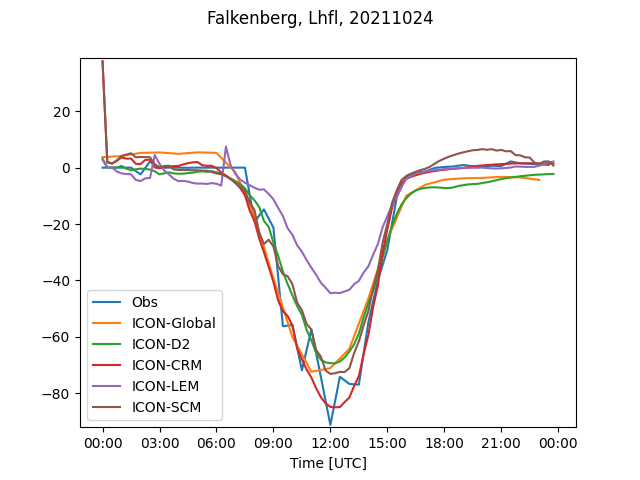 Falkenberg, Lhfl, 20211024
20
0
−20
−40
−60
−80
Obs
ICON-Global
ICON-D2
ICON-CRM
ICON-LEM
ICON-SCM
00:00 03:00 06:00 09:00 12:00 15:00 18:00 21:00 00:00
Time [UTC]